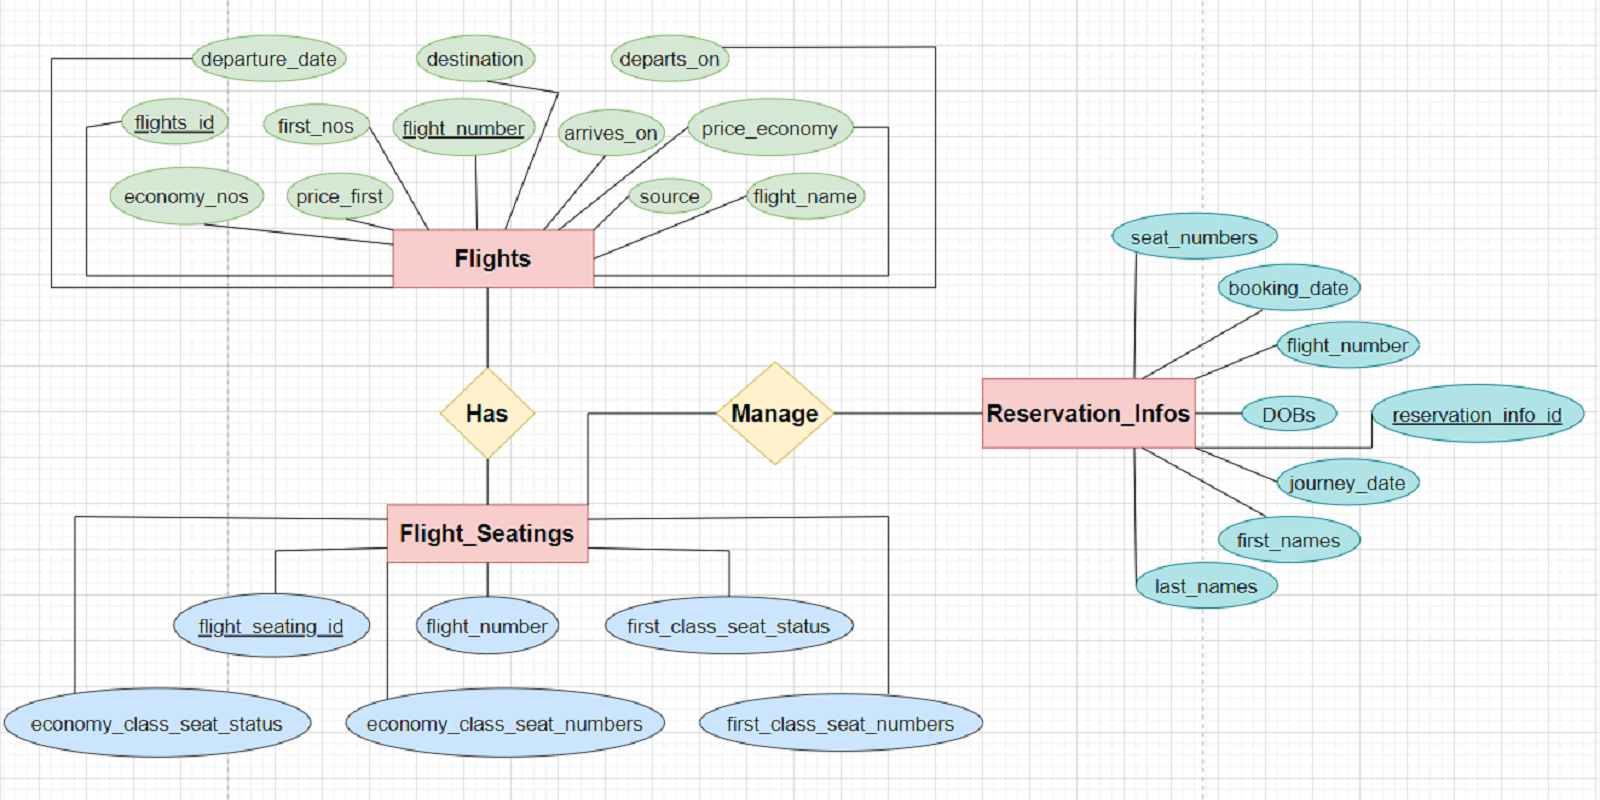 departure_date
destination
departs_on
flights_id
first_nos
flight_number
arrives_on
price_economy
economy_nos
price_first
source
flight_name
Flights
seat_numbers
booking_date
flight_number
Has
Manage
Reservation_Infos
DOBs
reservation_info_id
journey_date
first_names
last_names
Flight_Seatings
flight_seating_id
flight_number
first_class_seat_status
economy_class_seat_status
economy_class_seat_numbers
first_class_seat_numbers